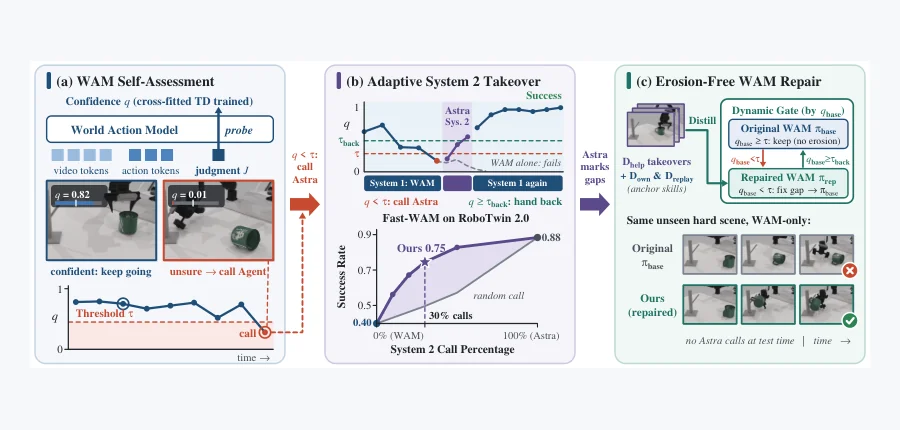 (a) WAM Self-Assessment
Confidence q (cross-fitted TD trained)
World Action Model
probe
video tokens
action tokens
judgment J
q = 0.82
q = 0.01
confident: keep going
unsure → call Agent
1
q
0
Threshold τ
call
time →
q < τ:
call
Astra
(b) Adaptive System 2 Takeover
Success
1
q
τback
τ
Astra
Sys. 2
WAM alone: fails
System 1: WAM
System 1 again
q < τ: call Astra
q ≥ τback: hand back
Fast-WAM on RoboTwin 2.0
Success Rate
0.9
0.7
0.5
0.40
Ours 0.75
0.88
random call
30% calls
0% (WAM)
100% (Astra)
System 2 Call Percentage
Astra
marks
gaps
(c) Erosion-Free WAM Repair
Distill
Dhelp takeovers
+ Down & Dreplay
(anchor skills)
Dynamic Gate (by qbase)
Original WAM πbase
qbase ≥ τ: keep (no erosion)
qbase<τ
qbase≥τback
Repaired WAM πrep
qbase < τ: fix gap → πbase
Same unseen hard scene, WAM-only:
Original
πbase
Ours
(repaired)
no Astra calls at test time | time →